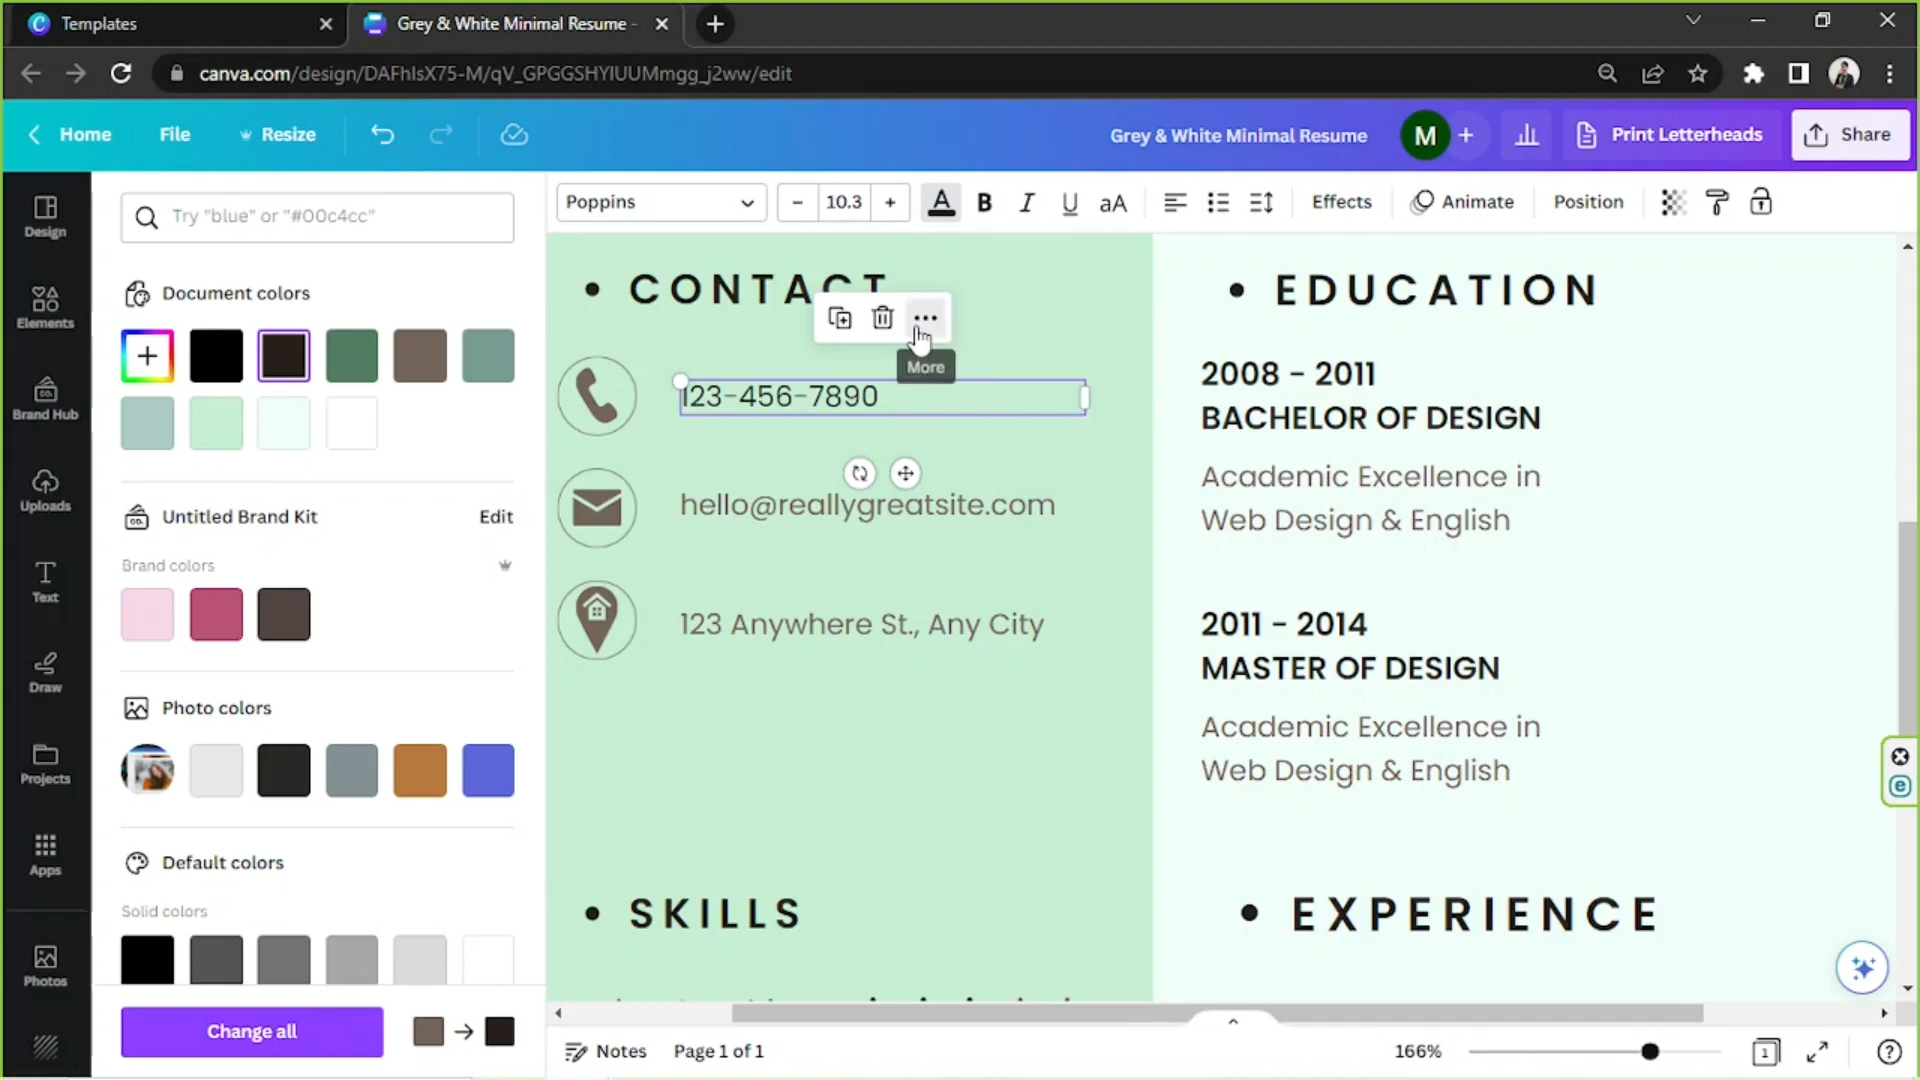 Templates
Grey & White Minimal Resume -
canva.com/design/DAFhIsX75-M/qV_GPGGSHYIUUMmgg_j2ww/edit
Home
File
Resize
Grey & White Minimal Resume
M
Print Letterheads
Share
Design
Elements
Brand Hub
Uploads
Text
Draw
Projects
Apps
Photos
Try "blue" or "#00c4cc"
Document colors
Untitled Brand Kit
Edit
Brand colors
Photo colors
Default colors
Solid colors
Change all
Poppins
10.3
A
B
I
U
aA
Effects
Animate
Position
• CONTACT
More
123-456-7890
hello@reallygreatsite.com
123 Anywhere St., Any City
• SKILLS
• EDUCATION
2008 - 2011
BACHELOR OF DESIGN
Academic Excellence in
Web Design & English
2011 - 2014
MASTER OF DESIGN
Academic Excellence in
Web Design & English
• EXPERIENCE
Notes
Page 1 of 1
166%
1